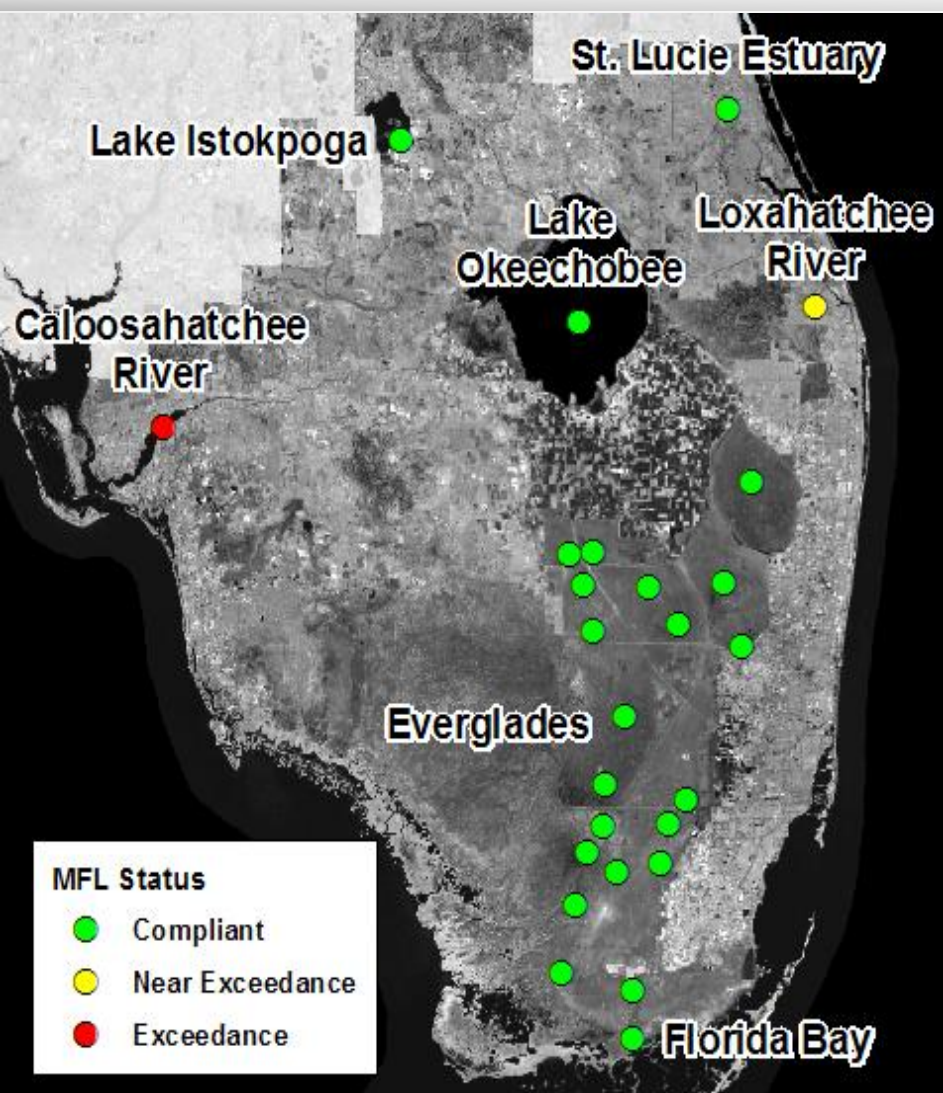 St. Lucie Estuary
Lake Istokpoga
Lake
Okeechobee
Loxahatchee
River
Caloosahatchee
River
Everglades
MFL Status
Compliant
Near Exceedance
Exceedance
Florida Bay